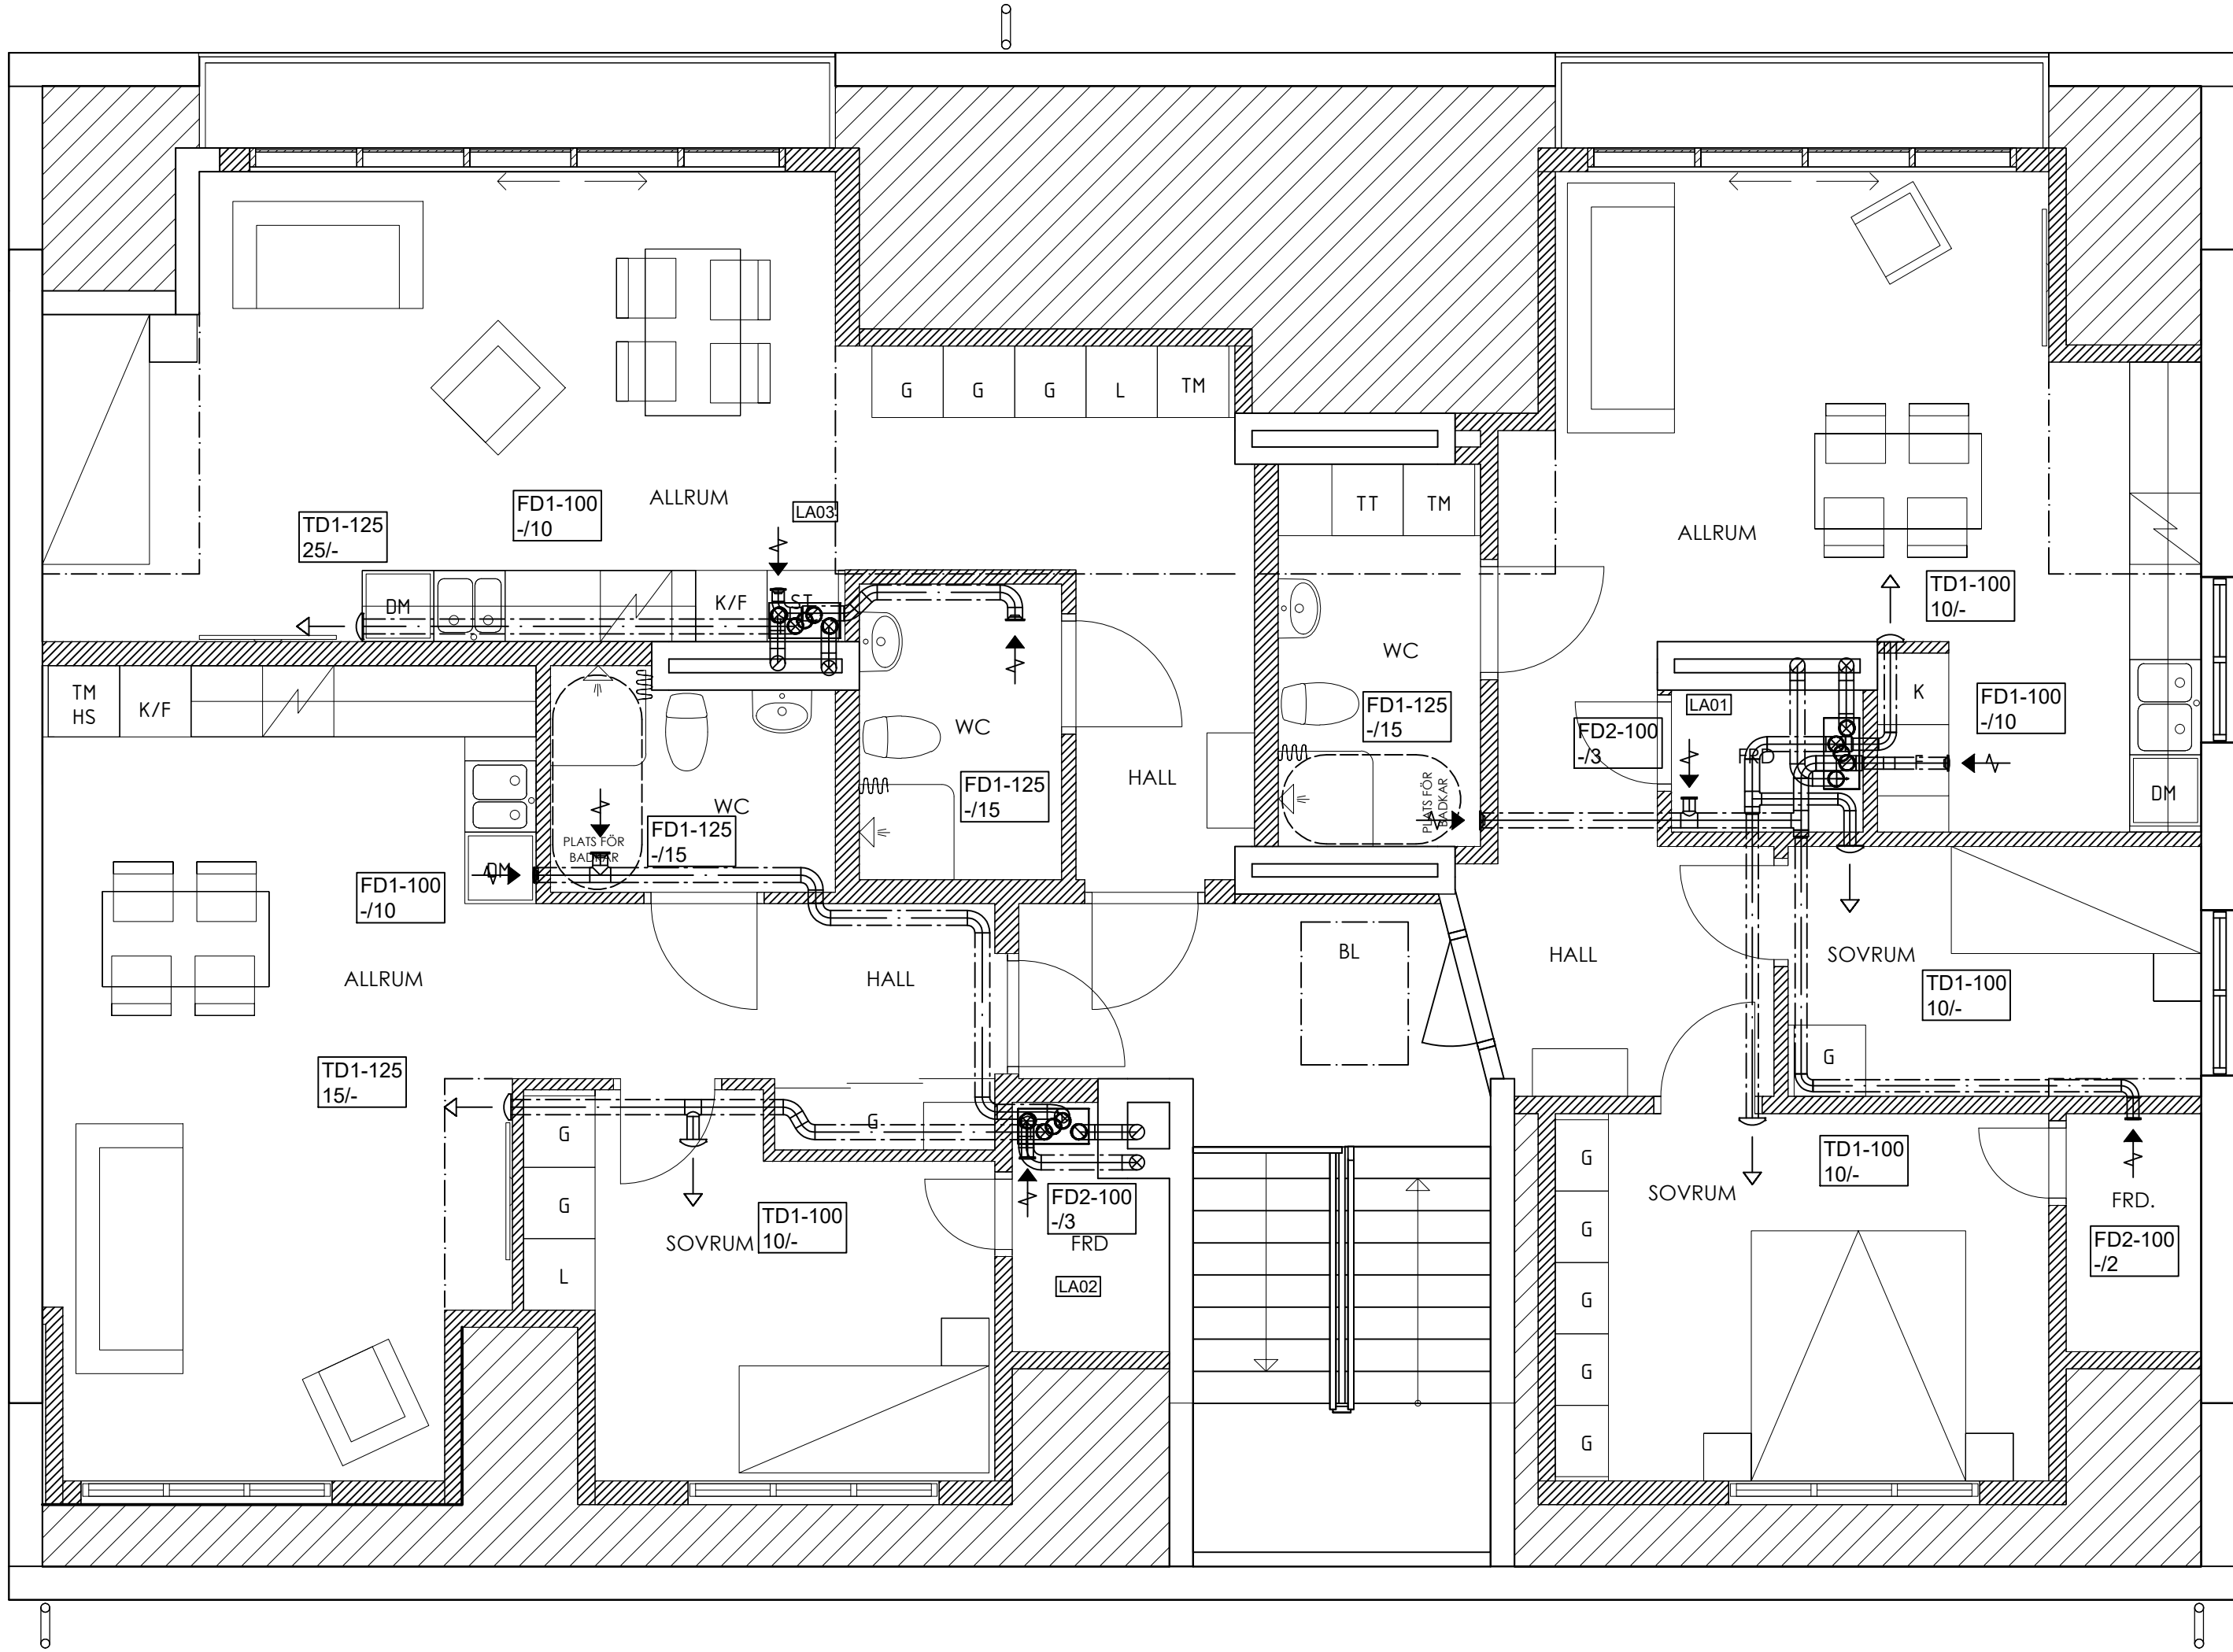 G
G
G
L
TM
FD1-100
-/10
ALLRUM
LA03
TD1-125
25/-
TT
TM
ALLRUM
TD1-100
10/-
DM
K/F
ST
WC
WC
TM
HS
K/F
FD1-125
-/15
LA01
K
FD1-100
-/10
FD2-100
-/3
FRD
F
HALL
FD1-125
-/15
PLATS FÖR
BADKAR
DM
WC
FD1-125
-/15
PLATS FÖR
BADKAR
DM
FD1-100
-/10
ALLRUM
HALL
BL
HALL
SOVRUM
TD1-100
10/-
G
TD1-125
15/-
G
G
G
L
SOVRUM
TD1-100
10/-
FD2-100
-/3
FRD
LA02
TD1-100
10/-
SOVRUM
G
G
G
G
G
FRD.
FD2-100
-/2